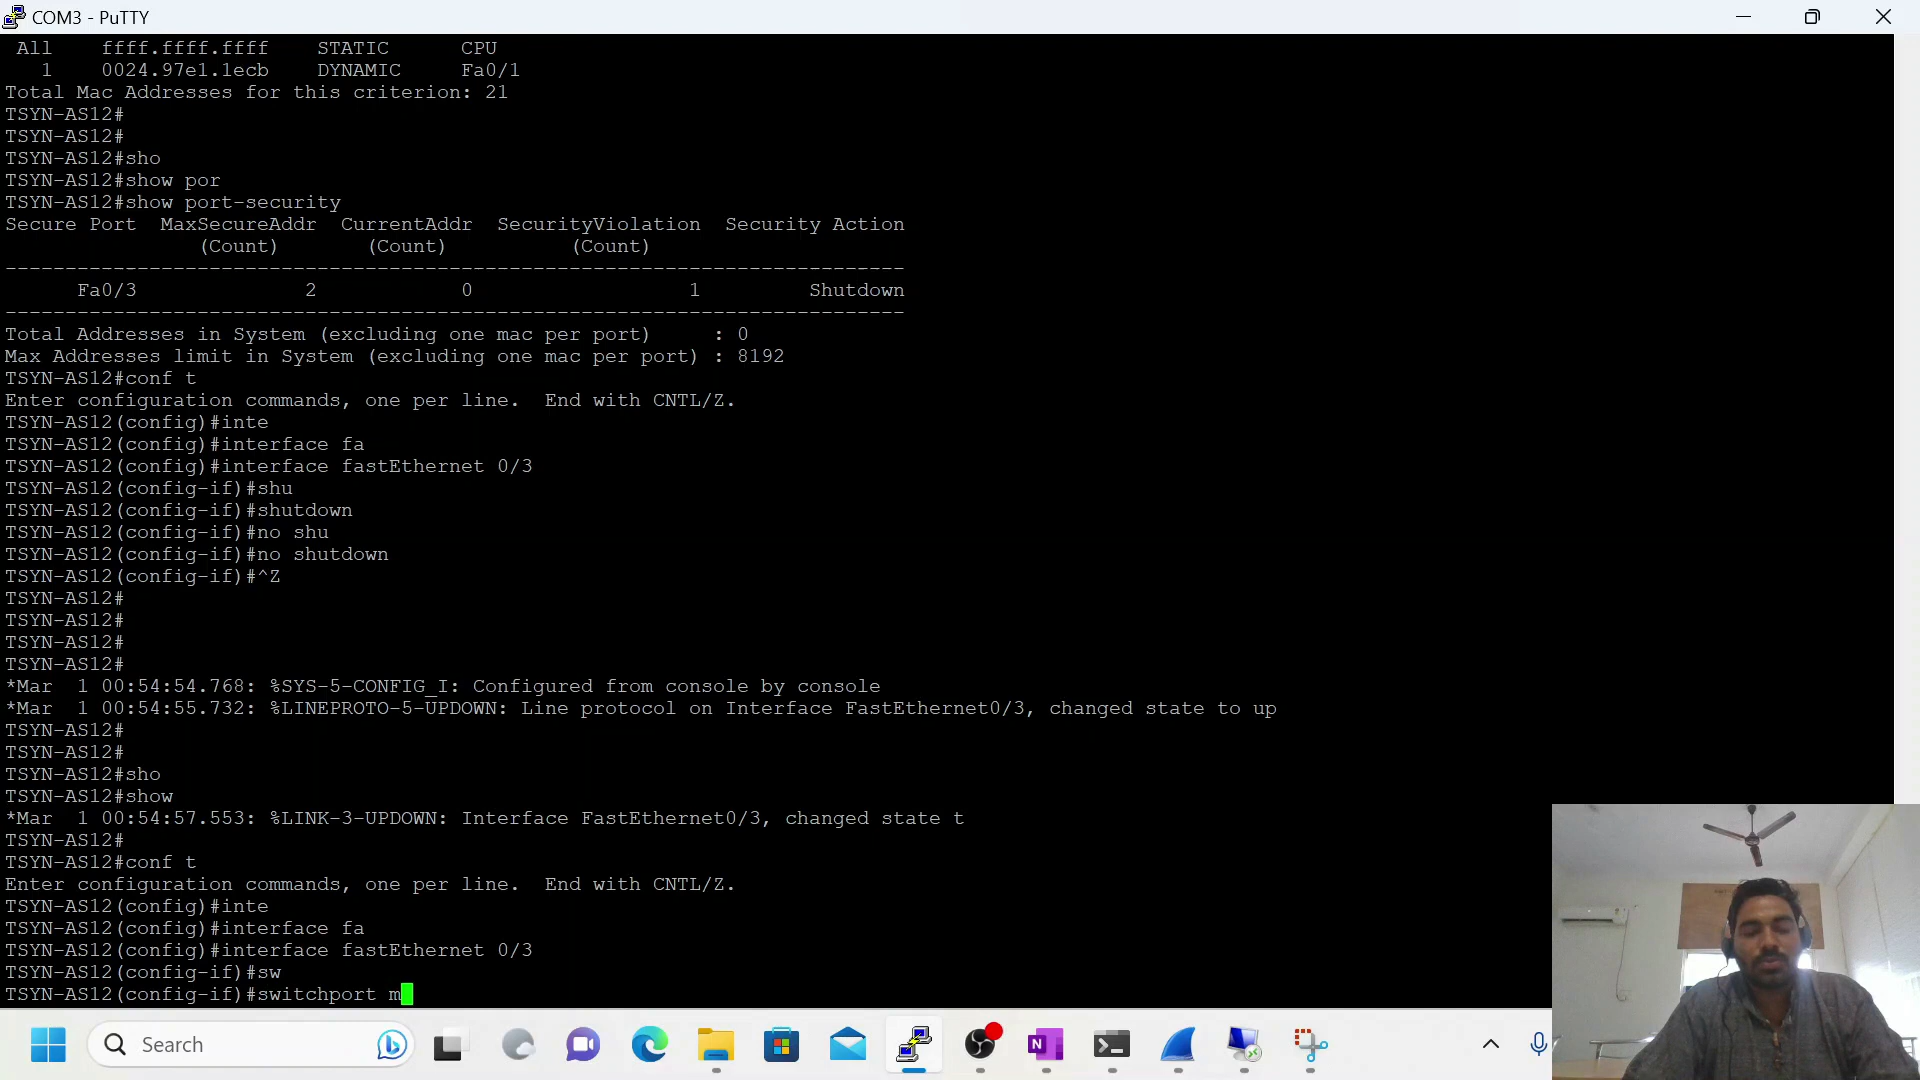 COM3 - PuTTY
All    ffff.ffff.ffff    STATIC      CPU
1    0024.97e1.1ecb    DYNAMIC     Fa0/1
Total Mac Addresses for this criterion: 21
TSYN-AS12#
TSYN-AS12#
TSYN-AS12#sho
TSYN-AS12#show por
TSYN-AS12#show port-security
Secure Port  MaxSecureAddr  CurrentAddr  SecurityViolation  Security Action
(Count)       (Count)          (Count)
---------------------------------------------------------------------------
Fa0/3              2            0                  1         Shutdown
---------------------------------------------------------------------------
Total Addresses in System (excluding one mac per port)     : 0
Max Addresses limit in System (excluding one mac per port) : 8192
TSYN-AS12#conf t
Enter configuration commands, one per line.  End with CNTL/Z.
TSYN-AS12(config)#inte
TSYN-AS12(config)#interface fa
TSYN-AS12(config)#interface fastEthernet 0/3
TSYN-AS12(config-if)#shu
TSYN-AS12(config-if)#shutdown
TSYN-AS12(config-if)#no shu
TSYN-AS12(config-if)#no shutdown
TSYN-AS12(config-if)#^Z
TSYN-AS12#
TSYN-AS12#
TSYN-AS12#
TSYN-AS12#
*Mar  1 00:54:54.768: %SYS-5-CONFIG_I: Configured from console by console
*Mar  1 00:54:55.732: %LINEPROTO-5-UPDOWN: Line protocol on Interface FastEthernet0/3, changed state to up
TSYN-AS12#
TSYN-AS12#
TSYN-AS12#sho
TSYN-AS12#show
*Mar  1 00:54:57.553: %LINK-3-UPDOWN: Interface FastEthernet0/3, changed state t
TSYN-AS12#
TSYN-AS12#conf t
Enter configuration commands, one per line.  End with CNTL/Z.
TSYN-AS12(config)#inte
TSYN-AS12(config)#interface fa
TSYN-AS12(config)#interface fastEthernet 0/3
TSYN-AS12(config-if)#sw
TSYN-AS12(config-if)#switchport m
Search